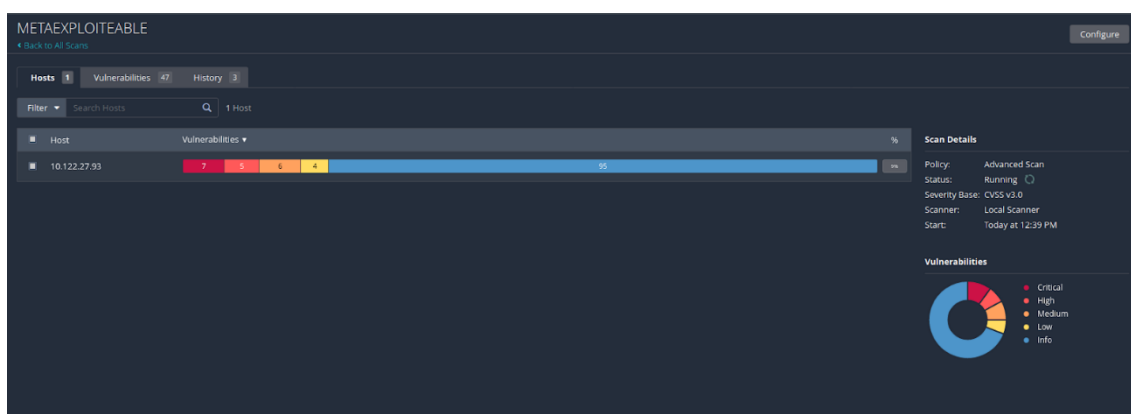 METAEXPLOITEABLE
Back to All Scans
Configure
Hosts 1 Vulnerabilities 47 History 3
Filter Search Hosts 1 Host
Host Vulnerabilities %
10.122.27.93 7 5 6 4 95 0%
Scan Details
Policy: Advanced Scan
Status: Running
Severity Base: CVSS v3.0
Scanner: Local Scanner
Start: Today at 12:39 PM
Vulnerabilities
Critical
High
Medium
Low
Info